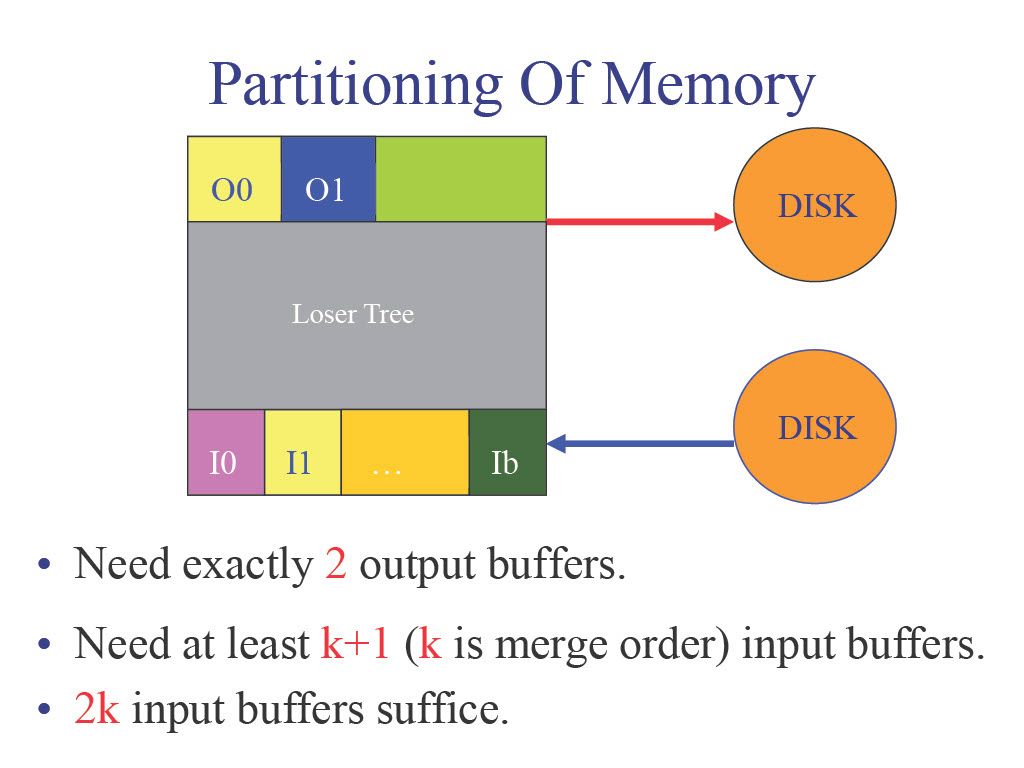 Partitioning Of Memory
O0 O1
DISK
Loser Tree
DISK
I0 I1 … Ib
• Need exactly 2 output buffers.
• Need at least k+1 (k is merge order) input buffers.
• 2k input buffers suffice.